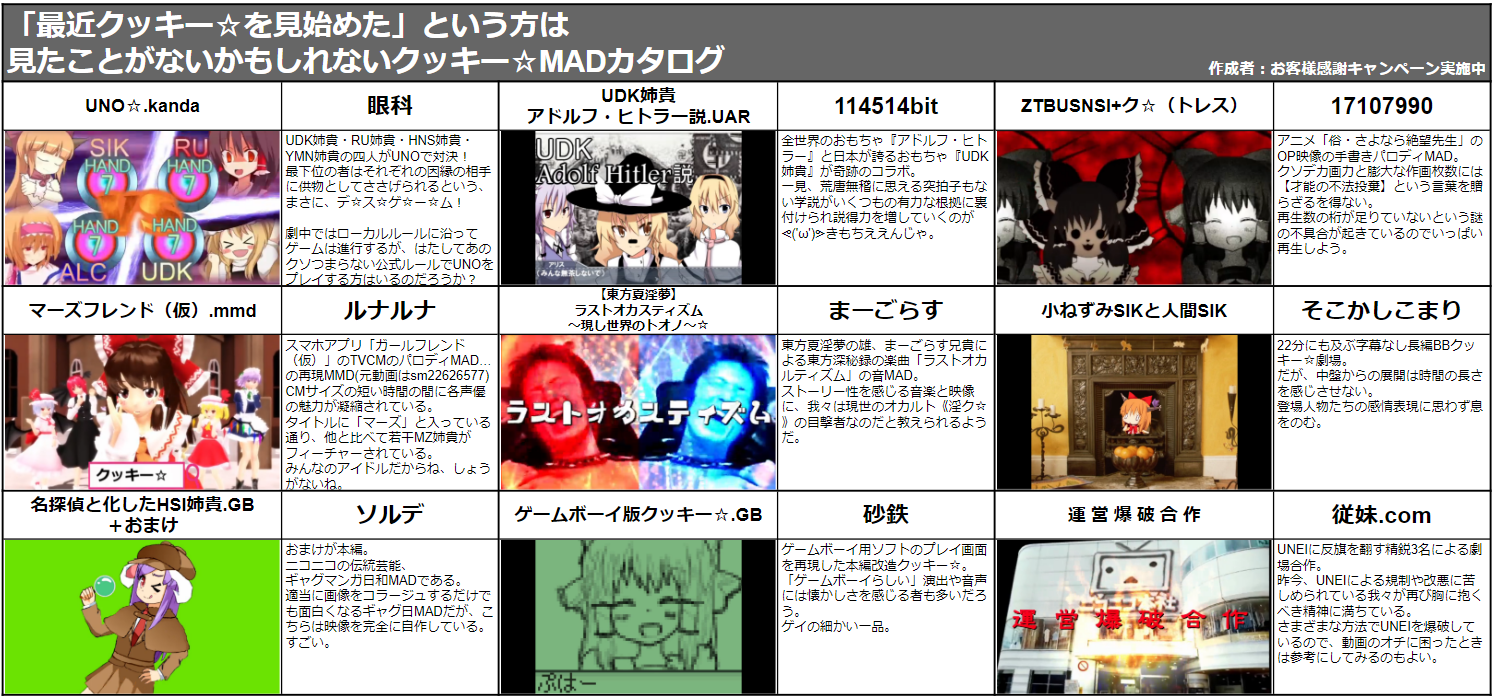 「最近クッキー☆を見始めた」という方は
見たことがないかもしれないクッキー☆MADカタログ
作成者：お客様感謝キャンペーン実施中
UNO☆.kanda
眼科
SIK
RU
HAND
7
HAND
7
HAND
7
HAND
7
ALC
UDK
UDK姉貴・RU姉貴・HNS姉貴・
YMN姉貴の四人がUNOで対決！
最下位の者はそれぞれの因縁の相手
に供物としてささげられるという、
まさに、デ☆ス☆ゲ☆ー☆ム！
劇中ではローカルルールに沿って
ゲームは進行するが、はたしてあの
クソつまらない公式ルールでUNOを
プレイする方はいるのだろうか？
UDK姉貴
アドルフ・ヒトラー説.UAR
114514bit
UDK
Adolf Hitler説
アリス
（みんな無茶しないで）
全世界のおもちゃ『アドルフ・ヒト
ラー』と日本が誇るおもちゃ『UDK
姉貴』が奇跡のコラボ。
一見、荒唐無稽に思える突拍子もな
い学説がいくつもの有力な根拠に裏
付けられ説得力を増していくのが
⋖('ω')⋗きもちええんじゃ。
ZTBUSNSI+ク☆（トレス）
17107990
アニメ「俗・さよなら絶望先生」の
OP映像の手書きパロディMAD。
クソデカ画力と膨大な作画枚数には
【才能の不法投棄】という言葉を贈
らざるを得ない。
再生数の桁が足りていないという謎
の不具合が起きているのでいっぱい
再生しよう。
マーズフレンド（仮）.mmd
ルナルナ
クッキー☆
スマホアプリ「ガールフレンド
（仮）」のTVCMのパロディMAD…
の再現MMD(元動画はsm22626577)
CMサイズの短い時間の間に各声優
の魅力が凝縮されている。
タイトルに「マーズ」と入っている
通り、他と比べて若干MZ姉貴が
フィーチャーされている。
みんなのアイドルだからね、しょう
がないね。
【東方夏淫夢】
ラストオカスティズム
～現し世界のトオノ～☆
まーごらす
ラストオカスティズム
東方夏淫夢の雄、まーごらす兄貴に
よる東方深秘録の楽曲「ラストオカ
ルティズム」の音MAD。
ストーリー性を感じる音楽と映像
に、我々は現世のオカルト《淫ク☆
》の目撃者なのだと教えられるよう
だ。
小ねずみSIKと人間SIK
そこかしこまり
22分にも及ぶ字幕なし長編BBクッ
キー☆劇場。
だが、中盤からの展開は時間の長さ
を感じさせない。
登場人物たちの感情表現に思わず息
をのむ。
名探偵と化したHSI姉貴.GB
＋おまけ
ソルデ
おまけが本編。
ニコニコの伝統芸能、
ギャグマンガ日和MADである。
適当に画像をコラージュするだけで
も面白くなるギャグ日MADだが、こ
ちらは映像を完全に自作している。
すごい。
ゲームボーイ版クッキー☆.GB
砂鉄
ぷはー
ゲームボーイ用ソフトのプレイ画面
を再現した本編改造クッキー☆。
「ゲームボーイらしい」演出や音声
には懐かしさを感じる者も多いだろ
う。
ゲイの細かい一品。
運 営 爆 破 合 作
従妹.com
運 営 爆 破 合 作
UNEIに反旗を翻す精鋭3名による劇
場合作。
昨今、UNEIによる規制や改悪に苦
しめられている我々が再び胸に抱く
べき精神に満ちている。
さまざまな方法でUNEIを爆破して
いるので、動画のオチに困ったとき
は参考にしてみるのもよい。